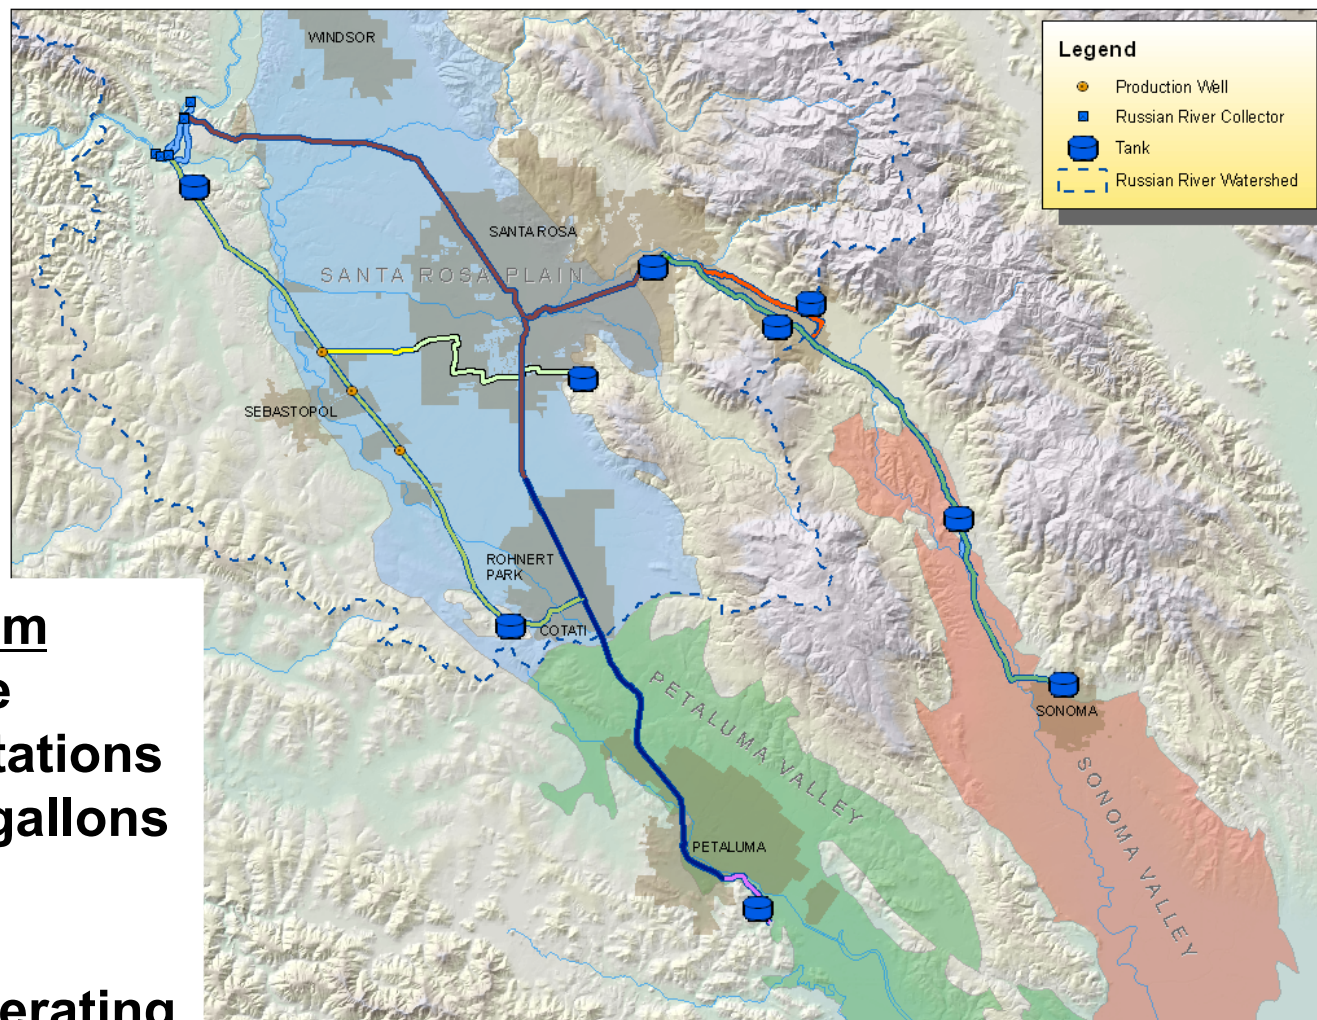 WINDSOR
Legend
Production Well
Russian River Collector
Tank
Russian River Watershed
SANTA ROSA
SANTA ROSA PLAIN
SEBASTOPOL
ROHNERT
PARK
COTATI
PETALUMA VALLEY
SONOMA
SONOMA VALLEY
PETALUMA
tations
gallons
erating